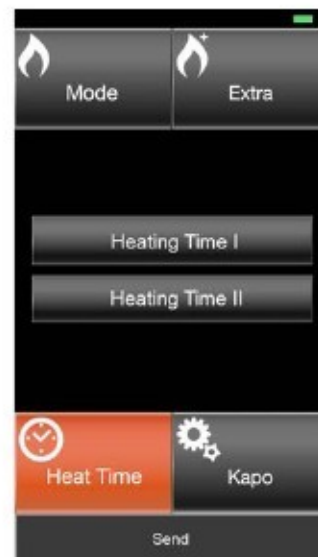 Mode
Extra
Heating Time I
Heating Time II
Heat Time
Kapo
Send